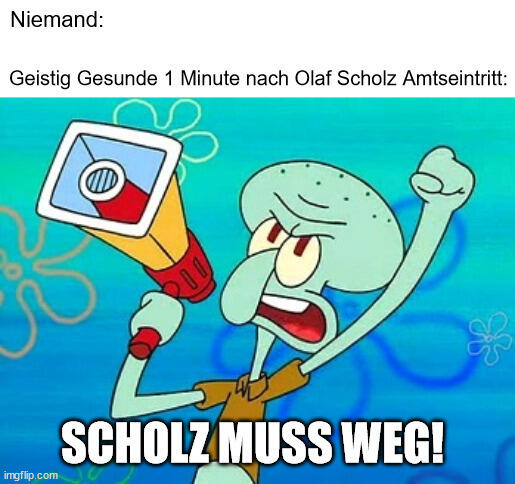 Niemand:
Geistig Gesunde 1 Minute nach Olaf Scholz Amtseintritt:
SCHOLZ MUSS WEG!
imgflip.com